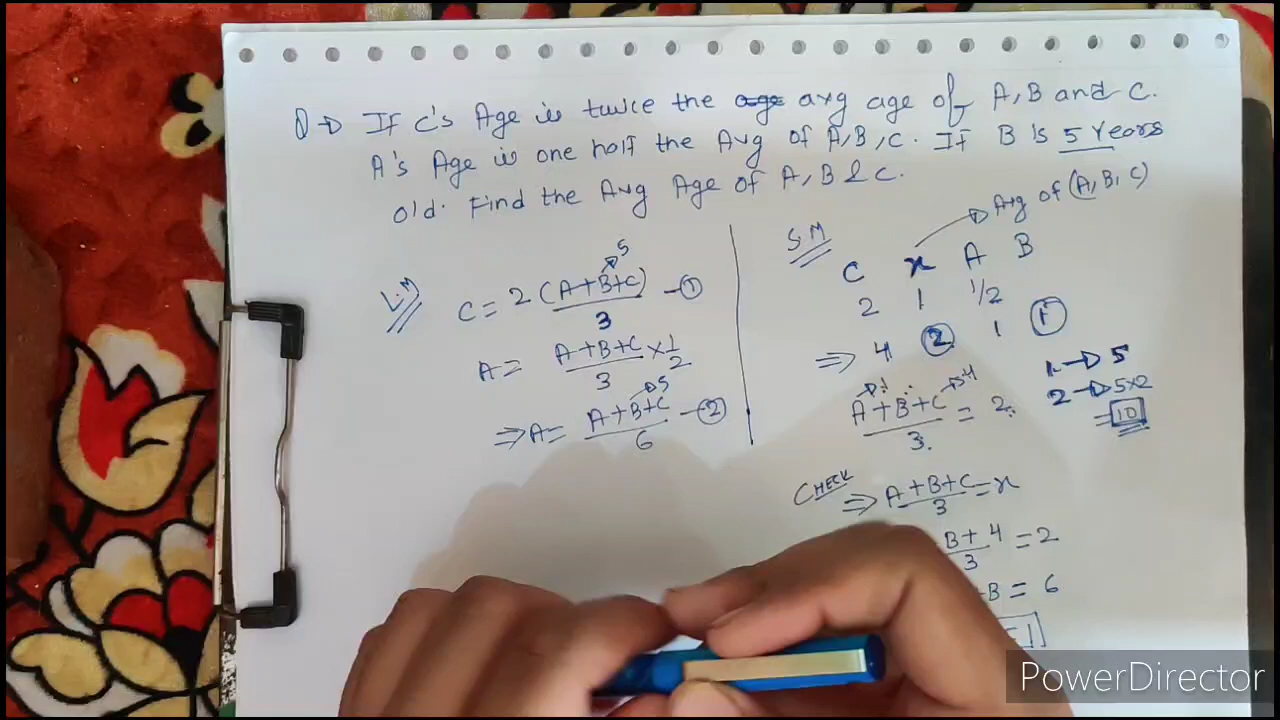 Q→ If C's Age is twice the age avg age of A, B and C.
A's Age is one half the Avg of A, B, C. If B is 5 Years
old. Find the Avg Age of A, B & C.
L.M
5
C = 2 (A+B+C) —①
3
A = A+B+C × 1
3 2
5
⇒ A = A+B+C —②
6
S.M
→ Avg of (A, B, C)
C x A B
2 1 1/2
⇒ 4 2 1 1
1 → 5
2 → 5×2
= 10
A+B+C = 2
3
CHECK
⇒ A+B+C = x
3
B+4 = 2
3
B = 6
= 1
PowerDirector